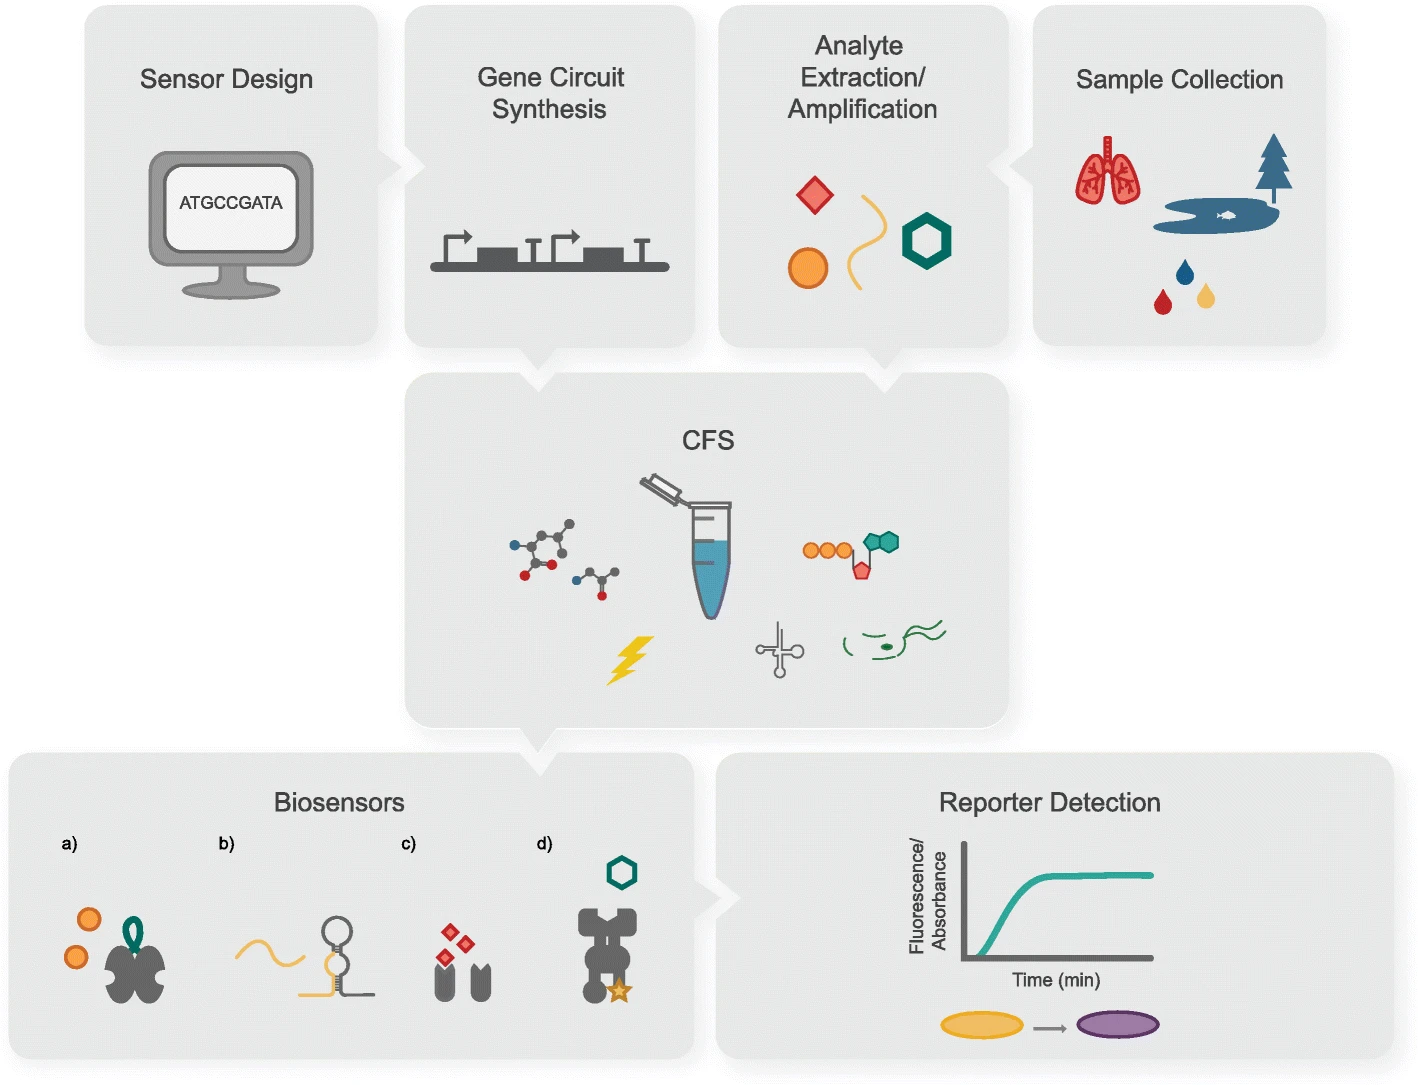 Sensor Design
ATGCCGATA
Gene Circuit
Synthesis
Analyte
Extraction/
Amplification
Sample Collection
CFS
Biosensors
a)
b)
c)
d)
Reporter Detection
Fluorescence/
Absorbance
Time (min)